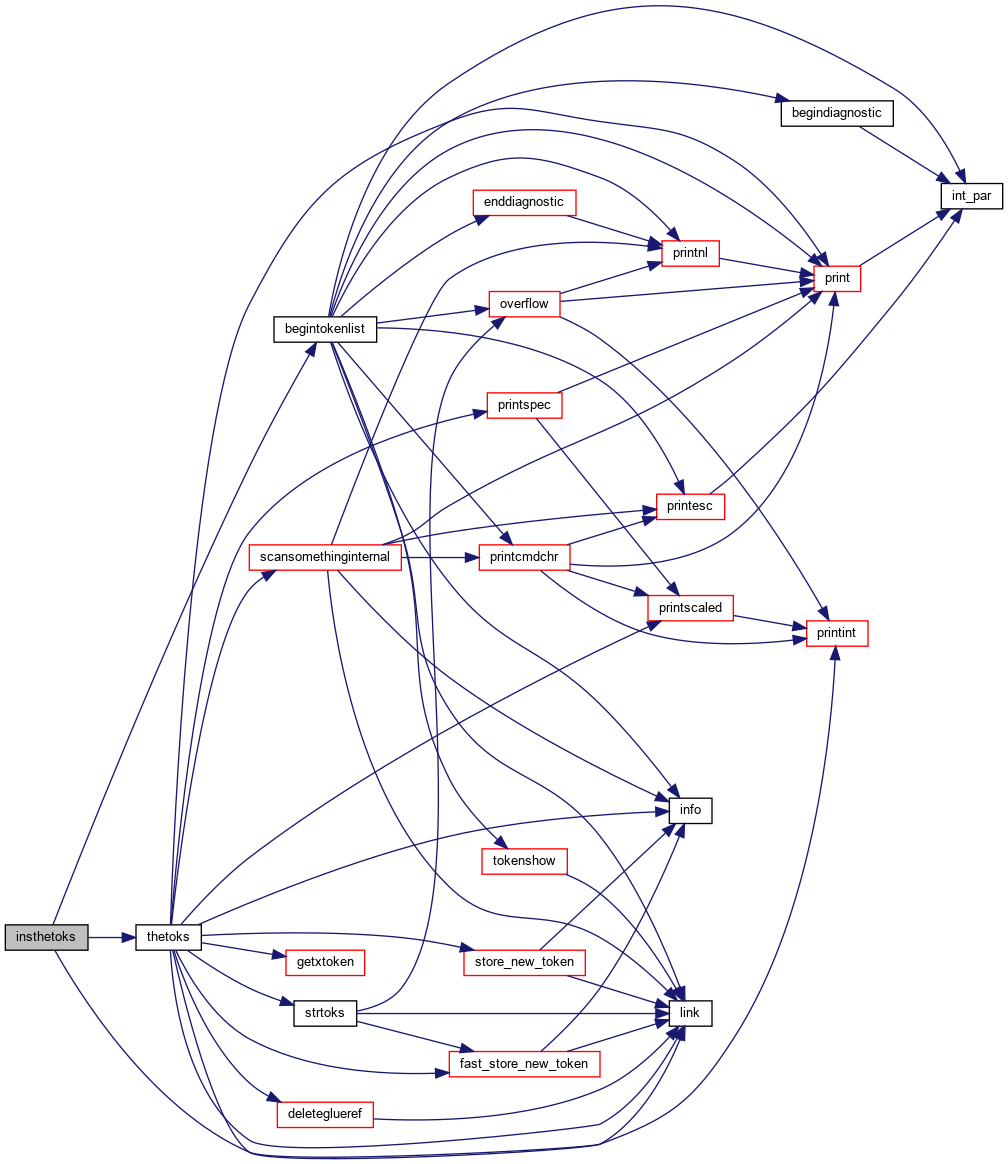 begindiagnostic
int_par
enddiagnostic
printnl
print
overflow
begintokenlist
printspec
printesc
scansomethinginternal
printcmdchr
printscaled
printint
info
tokenshow
insthetoks
thetoks
getxtoken
store_new_token
strtoks
link
fast_store_new_token
deleteglueref